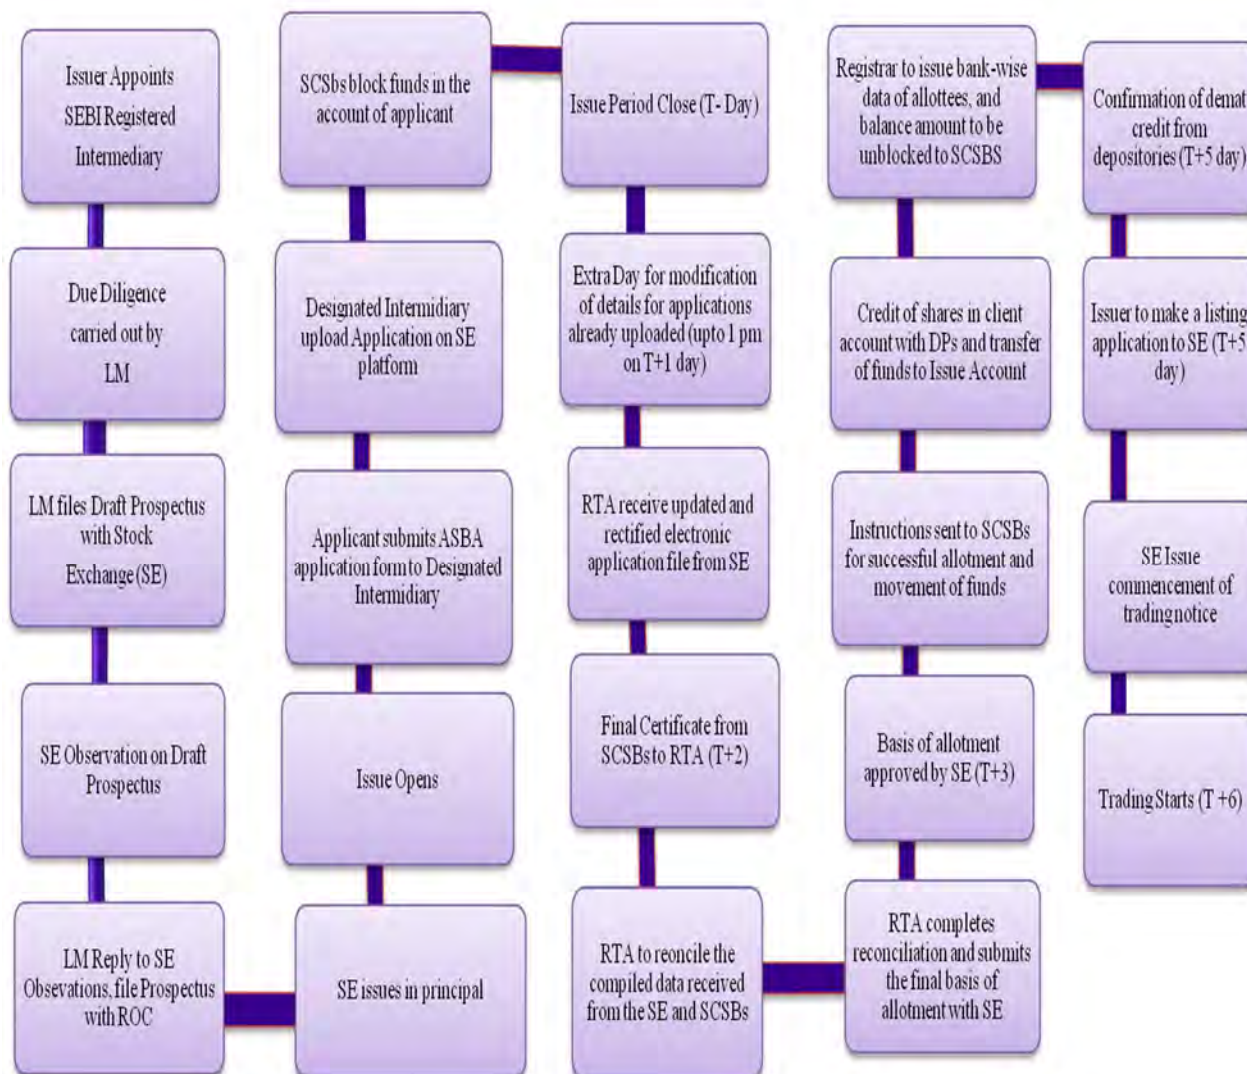 Issuer Appoints
SEBI Registered
Intermediary
Due Diligence
carried out by
LM
LM files Draft Prospectus
with Stock
Exchange (SE)
SE Observation on Draft
Prospectus
LM Reply to SE
Obsevations, file Prospectus
with ROC
SE issues in principal
Issue Opens
Applicant submits ASBA
application form to Designated
Intermidiary
Designated Intermidiary
upload Application on SE
platform
SCSbs block funds in the
account of applicant
Issue Period Close (T- Day)
Extra Day for modification
of details for applications
already uploaded (upto 1 pm
on T+1 day)
RTA receive updated and
rectified electronic
application file from SE
Final Certificate from
SCSBs to RTA (T+2)
RTA to reconcile the
compiled data received
from the SE and SCSBs
RTA completes
reconciliation and submits
the final basis of
allotment with SE
Basis of allotment
approved by SE (T+3)
Instructions sent to SCSBs
for successful allotment and
movement of funds
Credit of shares in client
account with DPs and transfer
of funds to Issue Account
Registrar to issue bank-wise
data of allottees, and
balance amount to be
unblocked to SCSBS
Confirmation of demat
credit from
depositories (T+5 day)
Issuer to make a listing
application to SE (T+5
day)
SE Issue
commencement of
trading notice
Trading Starts (T +6)